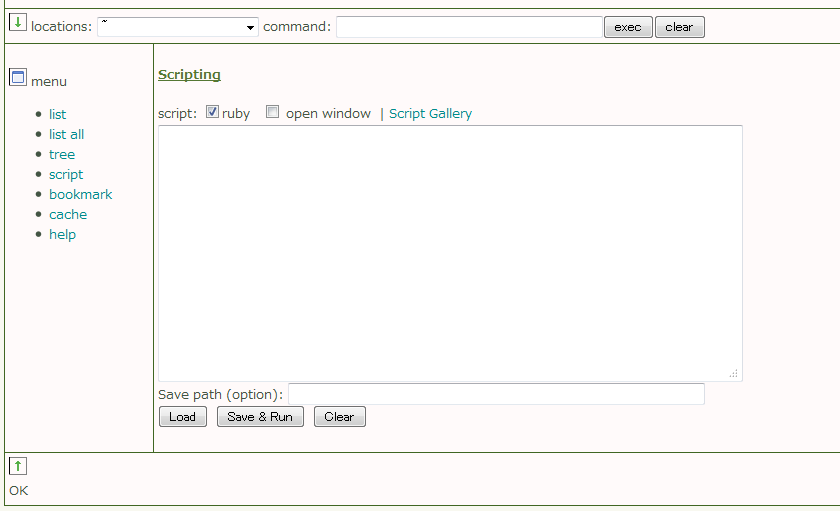 locations: ~ command: exec clear
menu
list
list all
tree
script
bookmark
cache
help
Scripting
script: ruby open window | Script Gallery
Save path (option):
Load Save & Run Clear
OK